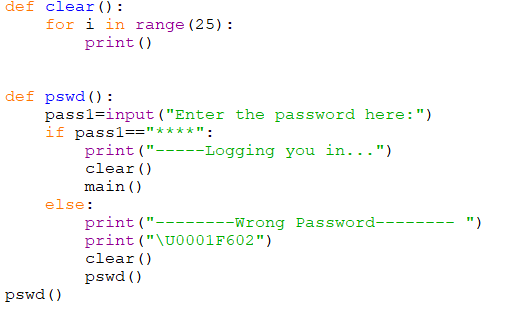 def clear():
    for i in range(25):
        print()
def pswd():
    pass1=input("Enter the password here:")
    if pass1=="****":
        print("-----Logging you in...")
        clear()
        main()
    else:
        print("--------Wrong Password-------- ")
        print("\U0001F602")
        clear()
        pswd()
pswd()